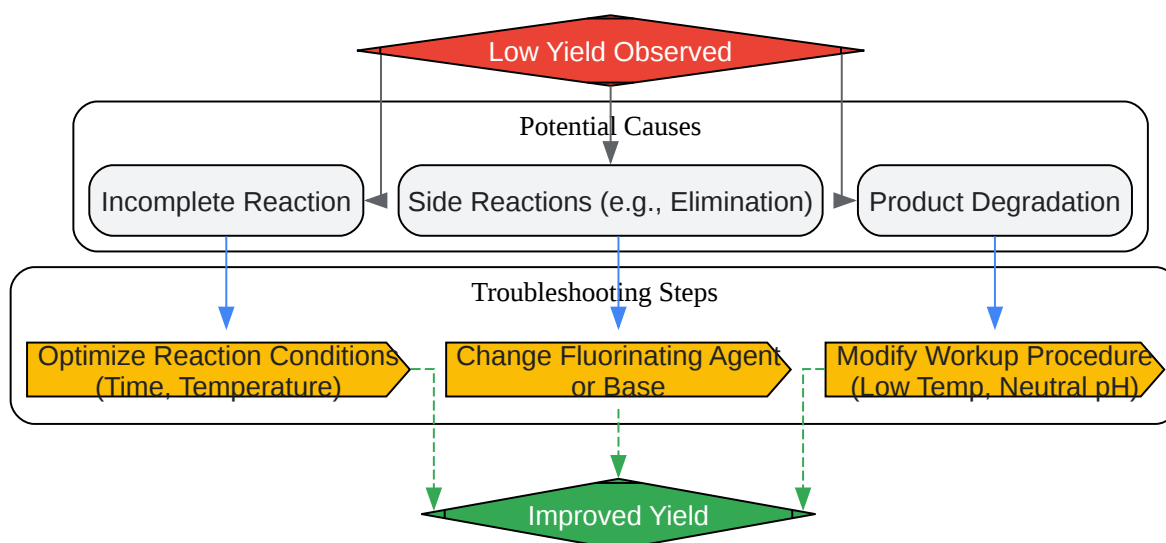 Low Yield Observed
Potential Causes
Incomplete Reaction
Side Reactions (e.g., Elimination)
Product Degradation
Troubleshooting Steps
Optimize Reaction Conditions
(Time, Temperature)
Change Fluorinating Agent
or Base
Modify Workup Procedure
(Low Temp, Neutral pH)
Improved Yield